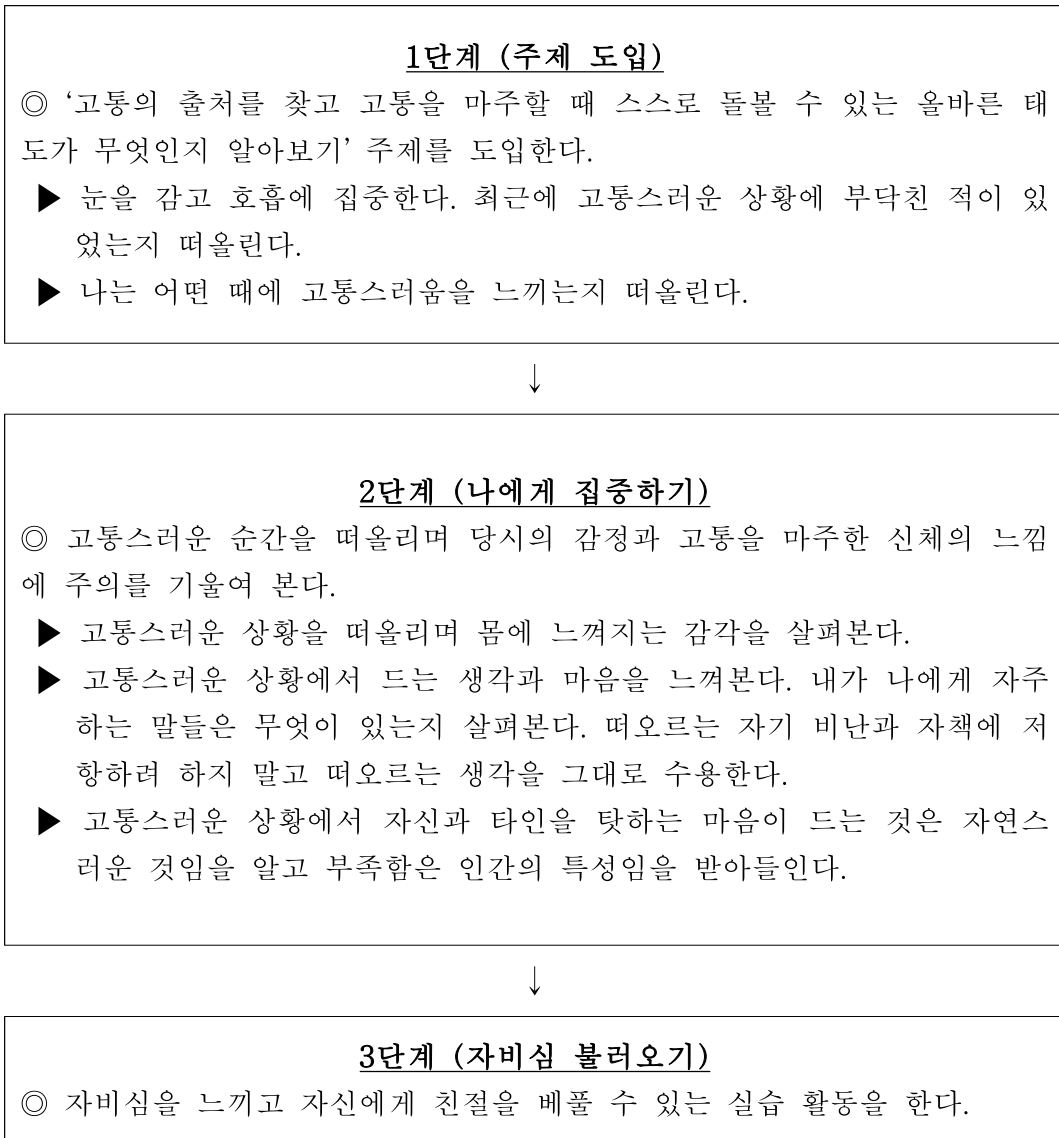 1단계 (주제 도입)
◎ ‘고통의 출처를 찾고 고통을 마주할 때 스스로 돌볼 수 있는 올바른 태
도가 무엇인지 알아보기’ 주제를 도입한다.
▶ 눈을 감고 호흡에 집중한다. 최근에 고통스러운 상황에 부닥친 적이 있
었는지 떠올린다.
▶ 나는 어떤 때에 고통스러움을 느끼는지 떠올린다.
↓
2단계 (나에게 집중하기)
◎ 고통스러운 순간을 떠올리며 당시의 감정과 고통을 마주한 신체의 느낌
에 주의를 기울여 본다.
▶ 고통스러운 상황을 떠올리며 몸에 느껴지는 감각을 살펴본다.
▶ 고통스러운 상황에서 드는 생각과 마음을 느껴본다. 내가 나에게 자주
하는 말들은 무엇이 있는지 살펴본다. 떠오르는 자기 비난과 자책에 저
항하려 하지 말고 떠오르는 생각을 그대로 수용한다.
▶ 고통스러운 상황에서 자신과 타인을 탓하는 마음이 드는 것은 자연스
러운 것임을 알고 부족함은 인간의 특성임을 받아들인다.
↓
3단계 (자비심 불러오기)
◎ 자비심을 느끼고 자신에게 친절을 베풀 수 있는 실습 활동을 한다.